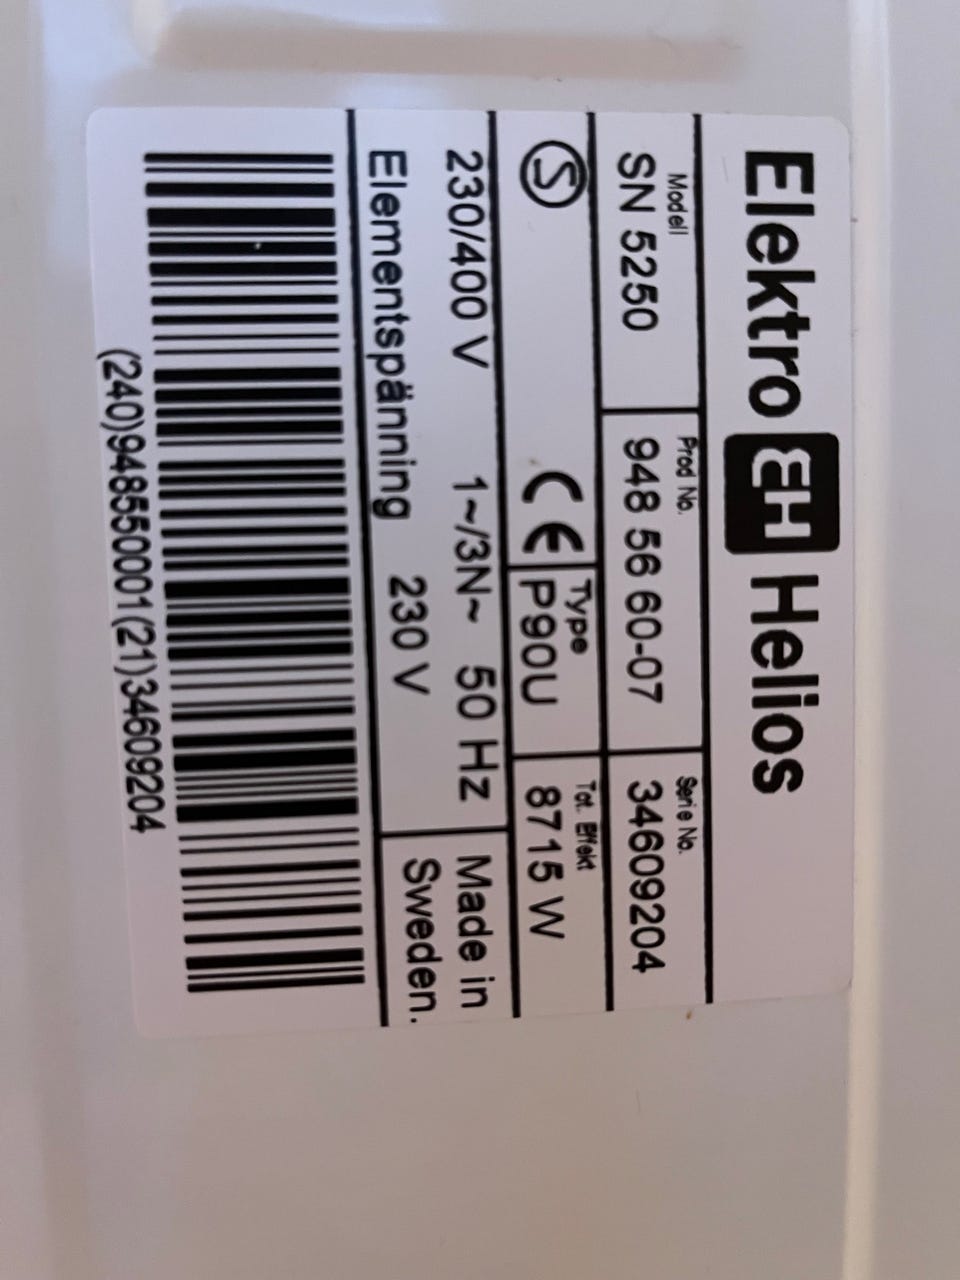 Elektro EH Helios
Modell Prod No. Serie No.
SN 5250 948 56 60-07 34609204
S CE Type P90U Tot. Effekt 8715 W
230/400 V 1~/3N~ 50 Hz Made in
Elementspänning 230 V Sweden.
(240)948550001(21)34609204